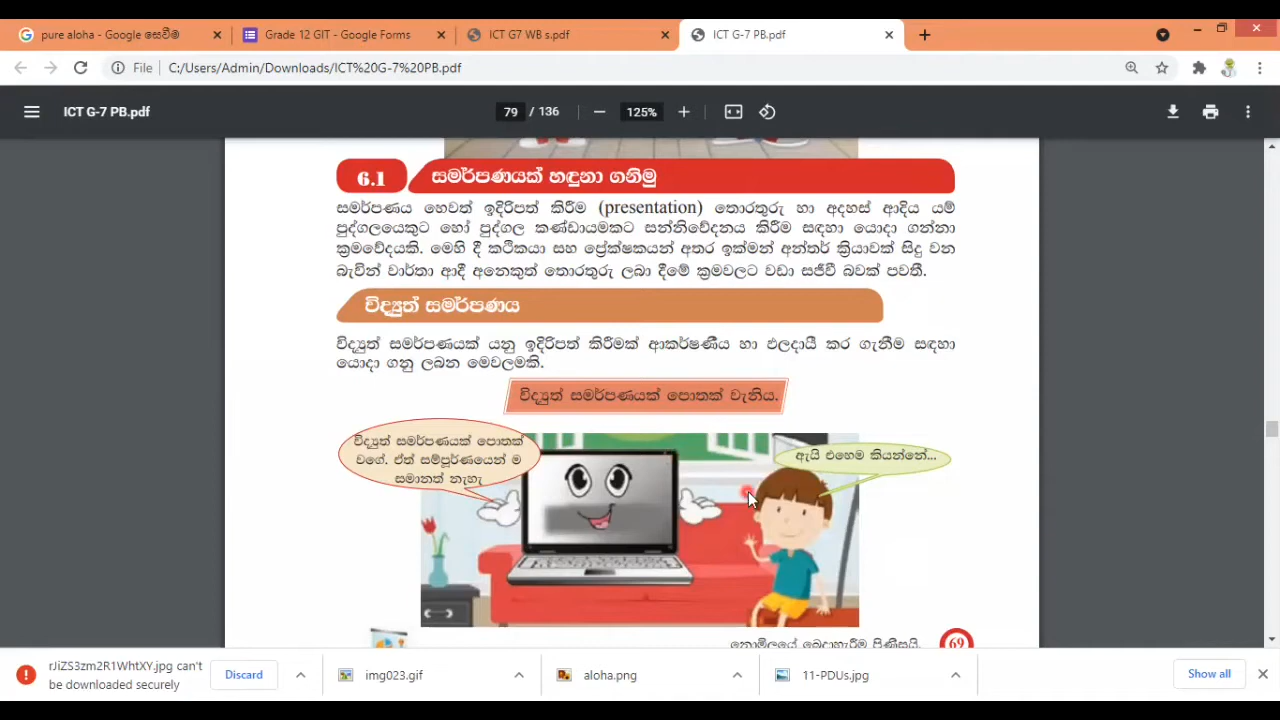 pure aloha - Google සෙවීම
Grade 12 GIT - Google Forms
ICT G7 WB s.pdf
ICT G-7 PB.pdf
File
C:/Users/Admin/Downloads/ICT%20G-7%20PB.pdf
ICT G-7 PB.pdf
79 / 136
125%
6.1 සමර්පණයක් හඳුනා ගනිමු
සමර්පණය හෙවත් ඉදිරිපත් කිරීම (presentation) තොරතුරු හා අදහස් ආදිය යම්
පුද්ගලයෙකුට හෝ පුද්ගල කණ්ඩායමකට සන්නිවේදනය කිරීම සඳහා යොදා ගන්නා
ක්‍රමවේදයකි. මෙහි දී කථිකයා සහ ප්‍රේක්ෂකයන් අතර ඉක්මන් අන්තර් ක්‍රියාවක් සිදු වන
බැවින් වාර්තා ආදී අනෙකුත් තොරතුරු ලබා දීමේ ක්‍රමවලට වඩා සජීවී බවක් පවතී.
විද්‍යුත් සමර්පණය
විද්‍යුත් සමර්පණයක් යනු ඉදිරිපත් කිරීමක් ආකර්ෂණීය හා ඵලදායී කර ගැනීම සඳහා
යොදා ගනු ලබන මෙවලමකි.
විද්‍යුත් සමර්පණයක් පොතක් වැනිය.
විද්‍යුත් සමර්පණයක් පොතක්
වගේ. ඒත් සම්පූර්ණයෙන් ම
සමානත් නැහැ
ඇයි එහෙම කියන්නේ...
නොමිලයේ බෙදාහැරීම පිණිසයි.
69
rJiZS3zm2R1WhtXY.jpg can't
be downloaded securely
Discard
img023.gif
aloha.png
11-PDUs.jpg
Show all